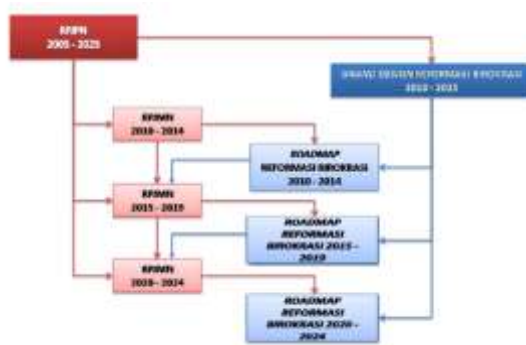 RPJPN
2005 - 2025
GRAND DESIGN REFORMASI BIROKRASI
2010 - 2025
RPJMN
2010 - 2014
ROADMAP
REFORMASI BIROKRASI
2010 - 2014
RPJMN
2015 - 2019
ROADMAP
REFORMASI
BIROKRASI 2015 -
2019
RPJMN
2020 - 2024
ROADMAP
REFORMASI
BIROKRASI 2020 -
2024